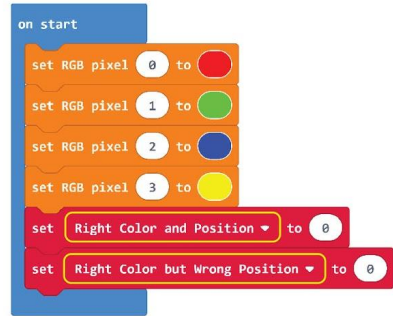 on start
set RGB pixel 0 to
set RGB pixel 1 to
set RGB pixel 2 to
set RGB pixel 3 to
set Right Color and Position to 0
set Right Color but Wrong Position to 0